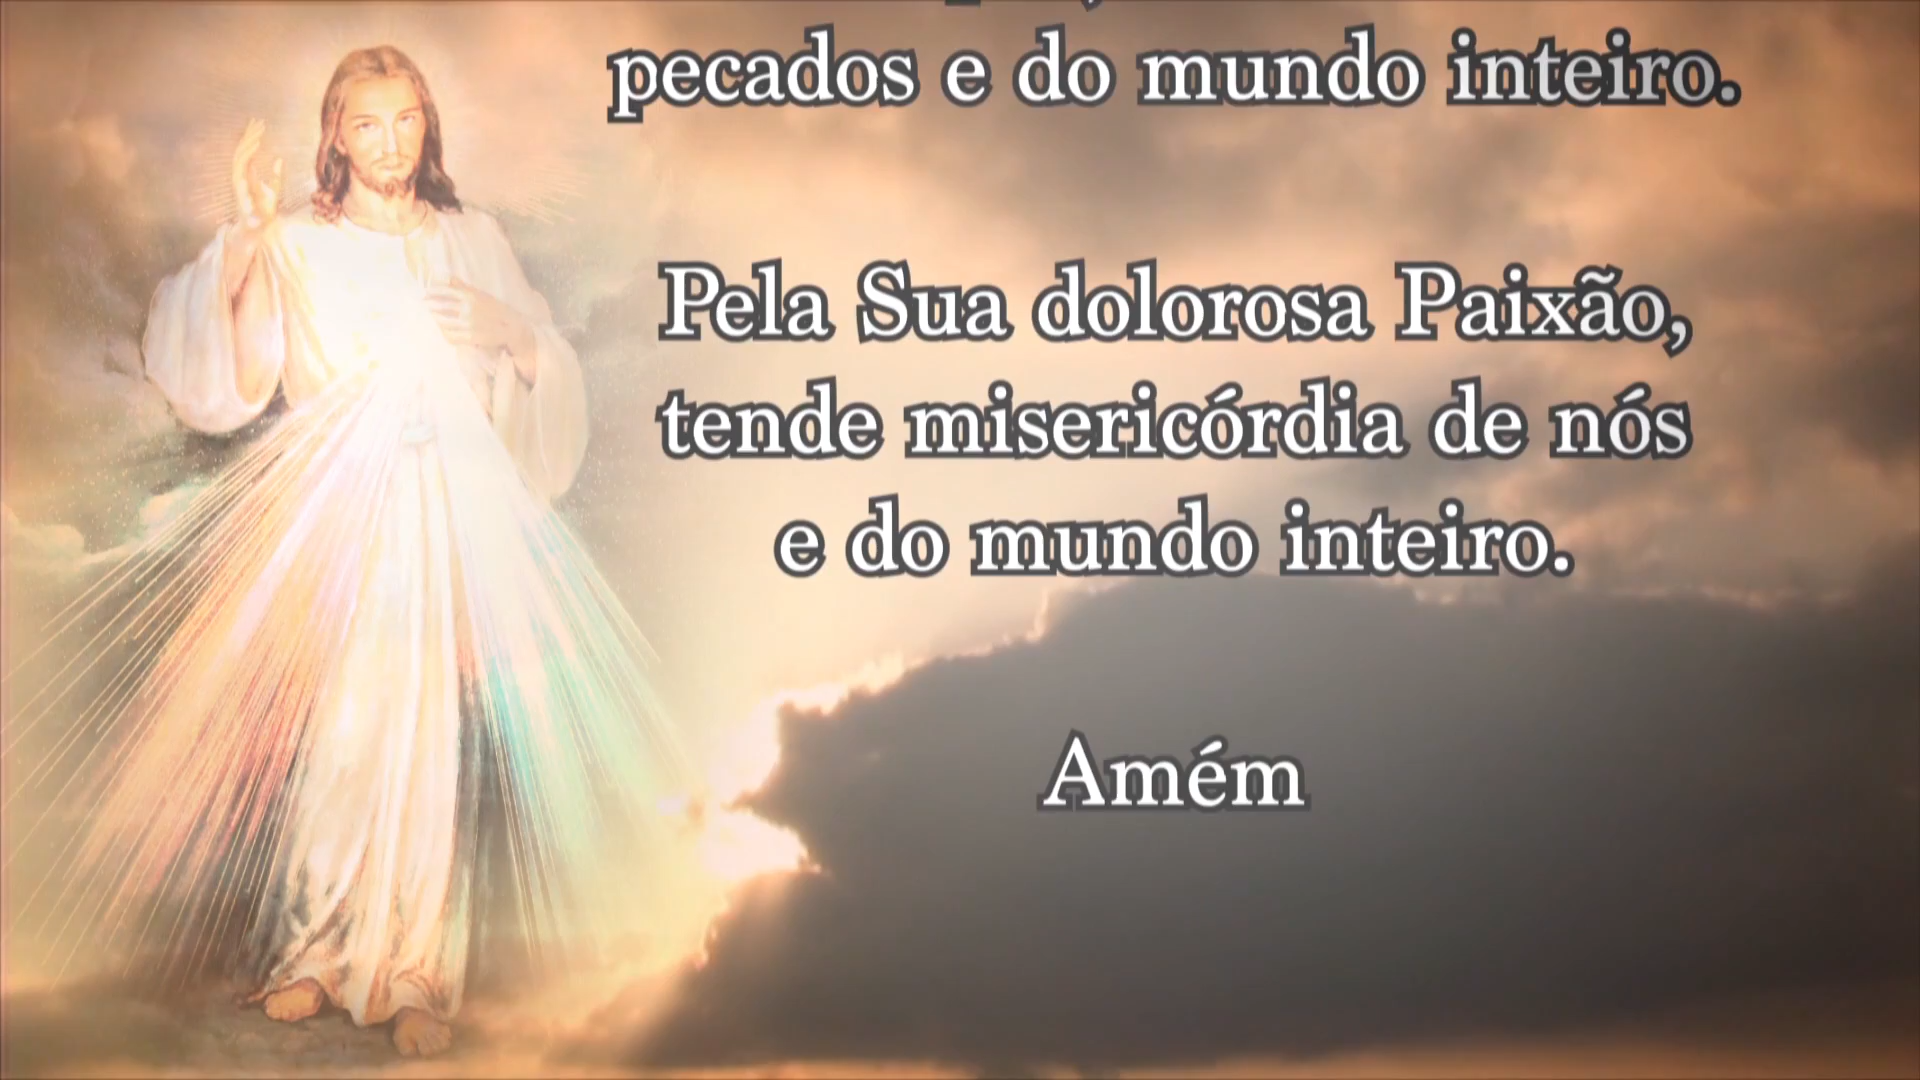 pecados e do mundo inteiro.
Pela Sua dolorosa Paixão,
tende misericórdia de nós
e do mundo inteiro.
Amém